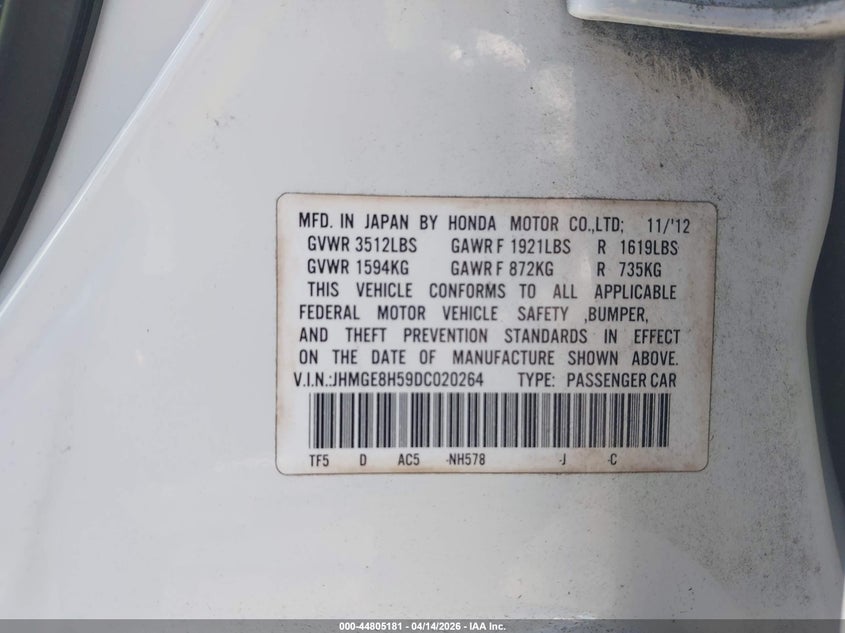 MFD. IN JAPAN BY HONDA MOTOR CO.,LTD; 11/'12
GVWR 3512LBS GAWR F 1921LBS R 1619LBS
GVWR 1594KG GAWR F 872KG R 735KG
THIS VEHICLE CONFORMS TO ALL APPLICABLE
FEDERAL MOTOR VEHICLE SAFETY ,BUMPER,
AND THEFT PREVENTION STANDARDS IN EFFECT
ON THE DATE OF MANUFACTURE SHOWN ABOVE.
V.I.N.:JHMGE8H59DC020264 TYPE: PASSENGER CAR
TF5 D AC5 -NH578 -J -C
000-44805181 - 04/14/2026 - IAA Inc.